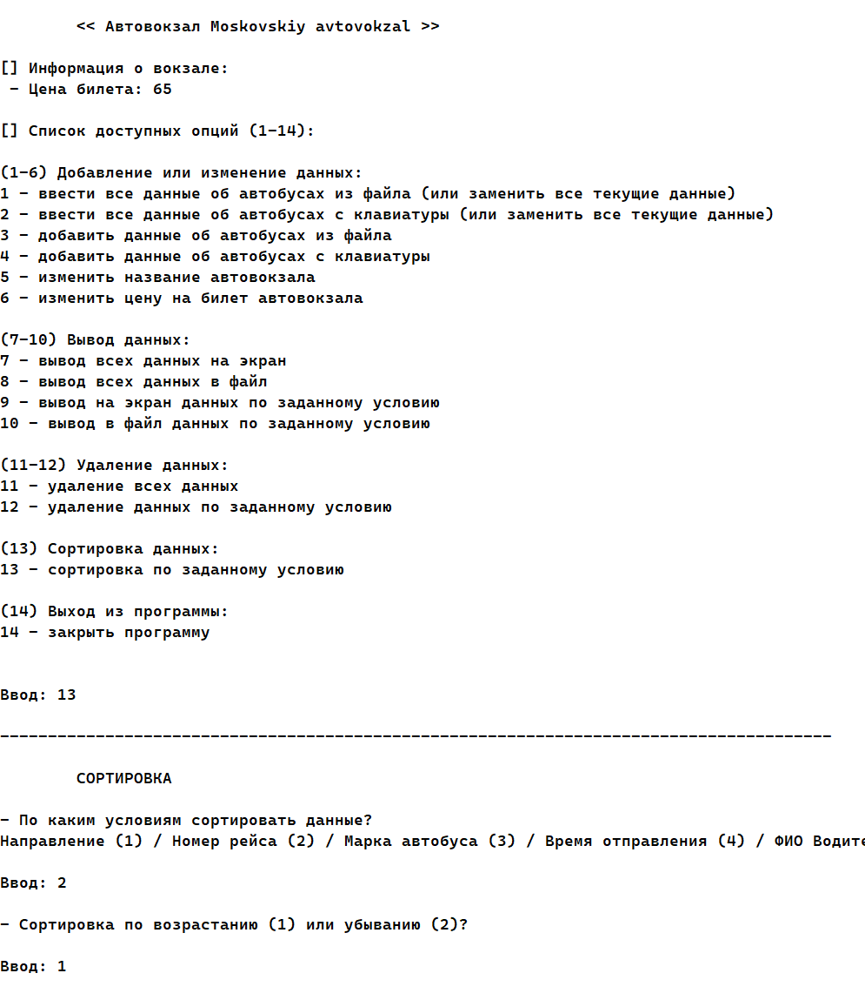 << Автовокзал Moskovskiy avtovokzal >>
[] Информация о вокзале:
- Цена билета: 65
[] Список доступных опций (1-14):
(1-6) Добавление или изменение данных:
1 - ввести все данные об автобусах из файла (или заменить все текущие данные)
2 - ввести все данные об автобусах с клавиатуры (или заменить все текущие данные)
3 - добавить данные об автобусах из файла
4 - добавить данные об автобусах с клавиатуры
5 - изменить название автовокзала
6 - изменить цену на билет автовокзала
(7-10) Вывод данных:
7 - вывод всех данных на экран
8 - вывод всех данных в файл
9 - вывод на экран данных по заданному условию
10 - вывод в файл данных по заданному условию
(11-12) Удаление данных:
11 - удаление всех данных
12 - удаление данных по заданному условию
(13) Сортировка данных:
13 - сортировка по заданному условию
(14) Выход из программы:
14 - закрыть программу
Ввод: 13
---------------------------------------------------------------------------------------
СОРТИРОВКА
- По каким условиям сортировать данные?
Направление (1) / Номер рейса (2) / Марка автобуса (3) / Время отправления (4) / ФИО
Ввод: 2
- Сортировка по возрастанию (1) или убыванию (2)?
Ввод: 1